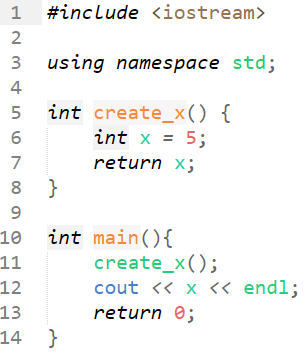 1 #include <iostream>
2
3 using namespace std;
4
5 int create_x() {
6     int x = 5;
7     return x;
8 }
9
10 int main(){
11     create_x();
12     cout << x << endl;
13     return 0;
14 }